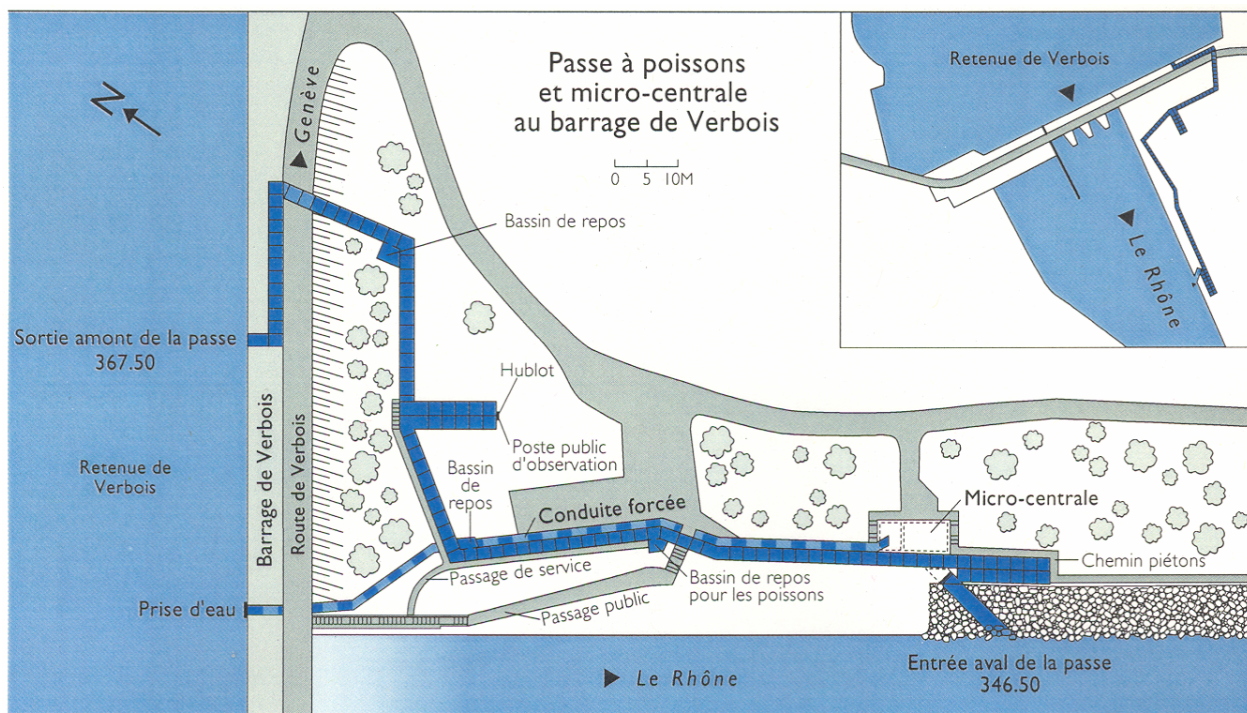 Passe à poissons
et micro-centrale
au barrage de Verbois
0 5 10M
N
Genève
Retenue de Verbois
Le Rhône
Bassin de repos
Sortie amont de la passe
367.50
Hublot
Poste public
d'observation
Retenue de
Verbois
Barrage de Verbois
Route de Verbois
Bassin
de
repos
Conduite forcée
Micro-centrale
Chemin piétons
Passage de service
Bassin de repos
pour les poissons
Prise d'eau
Passage public
Entrée aval de la passe
346.50
Le Rhône